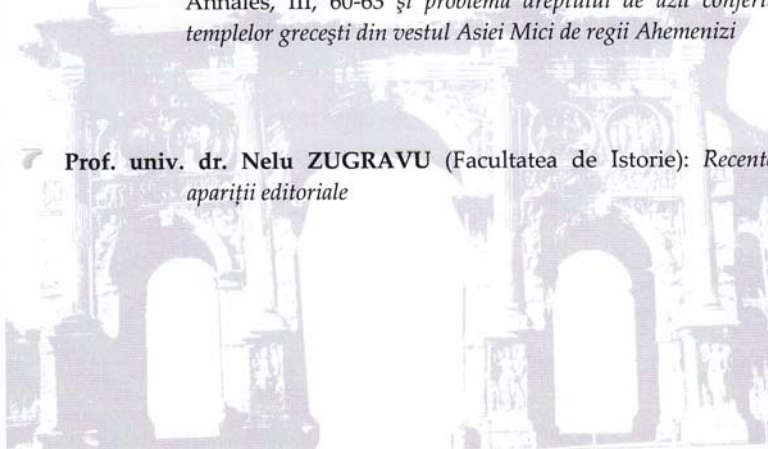 Annales, III, 60-63 şi problema dreptului de azil conferit
templelor greceşti din vestul Asiei Mici de regii Ahemenizi
Prof. univ. dr. Nelu ZUGRAVU (Facultatea de Istorie): Recente
apariţii editoriale